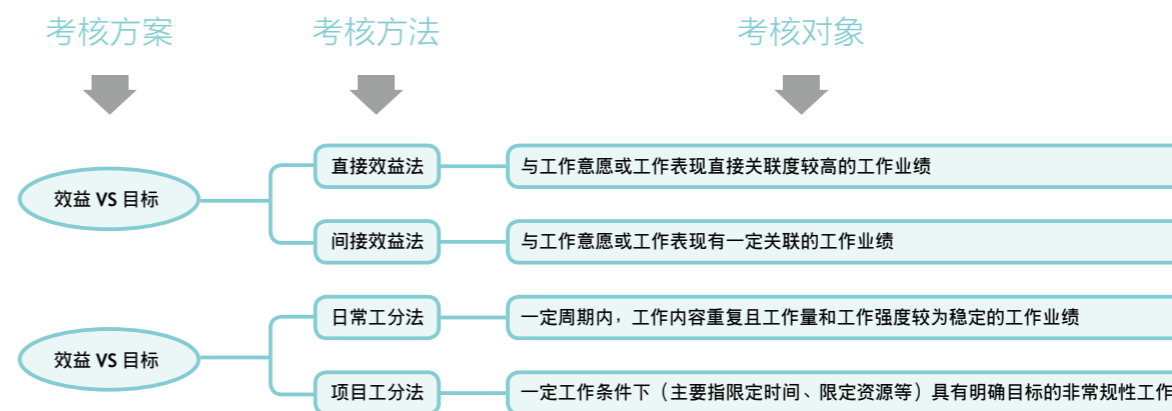 考核方案
考核方法
考核对象
效益 VS 目标
直接效益法
与工作意愿或工作表现直接关联度较高的工作业绩
间接效益法
与工作意愿或工作表现有一定关联的工作业绩
效益 VS 目标
日常工分法
一定周期内，工作内容重复且工作量和工作强度较为稳定的工作业绩
项目工分法
一定工作条件下（主要指限定时间、限定资源等）具有明确目标的非常规性工作